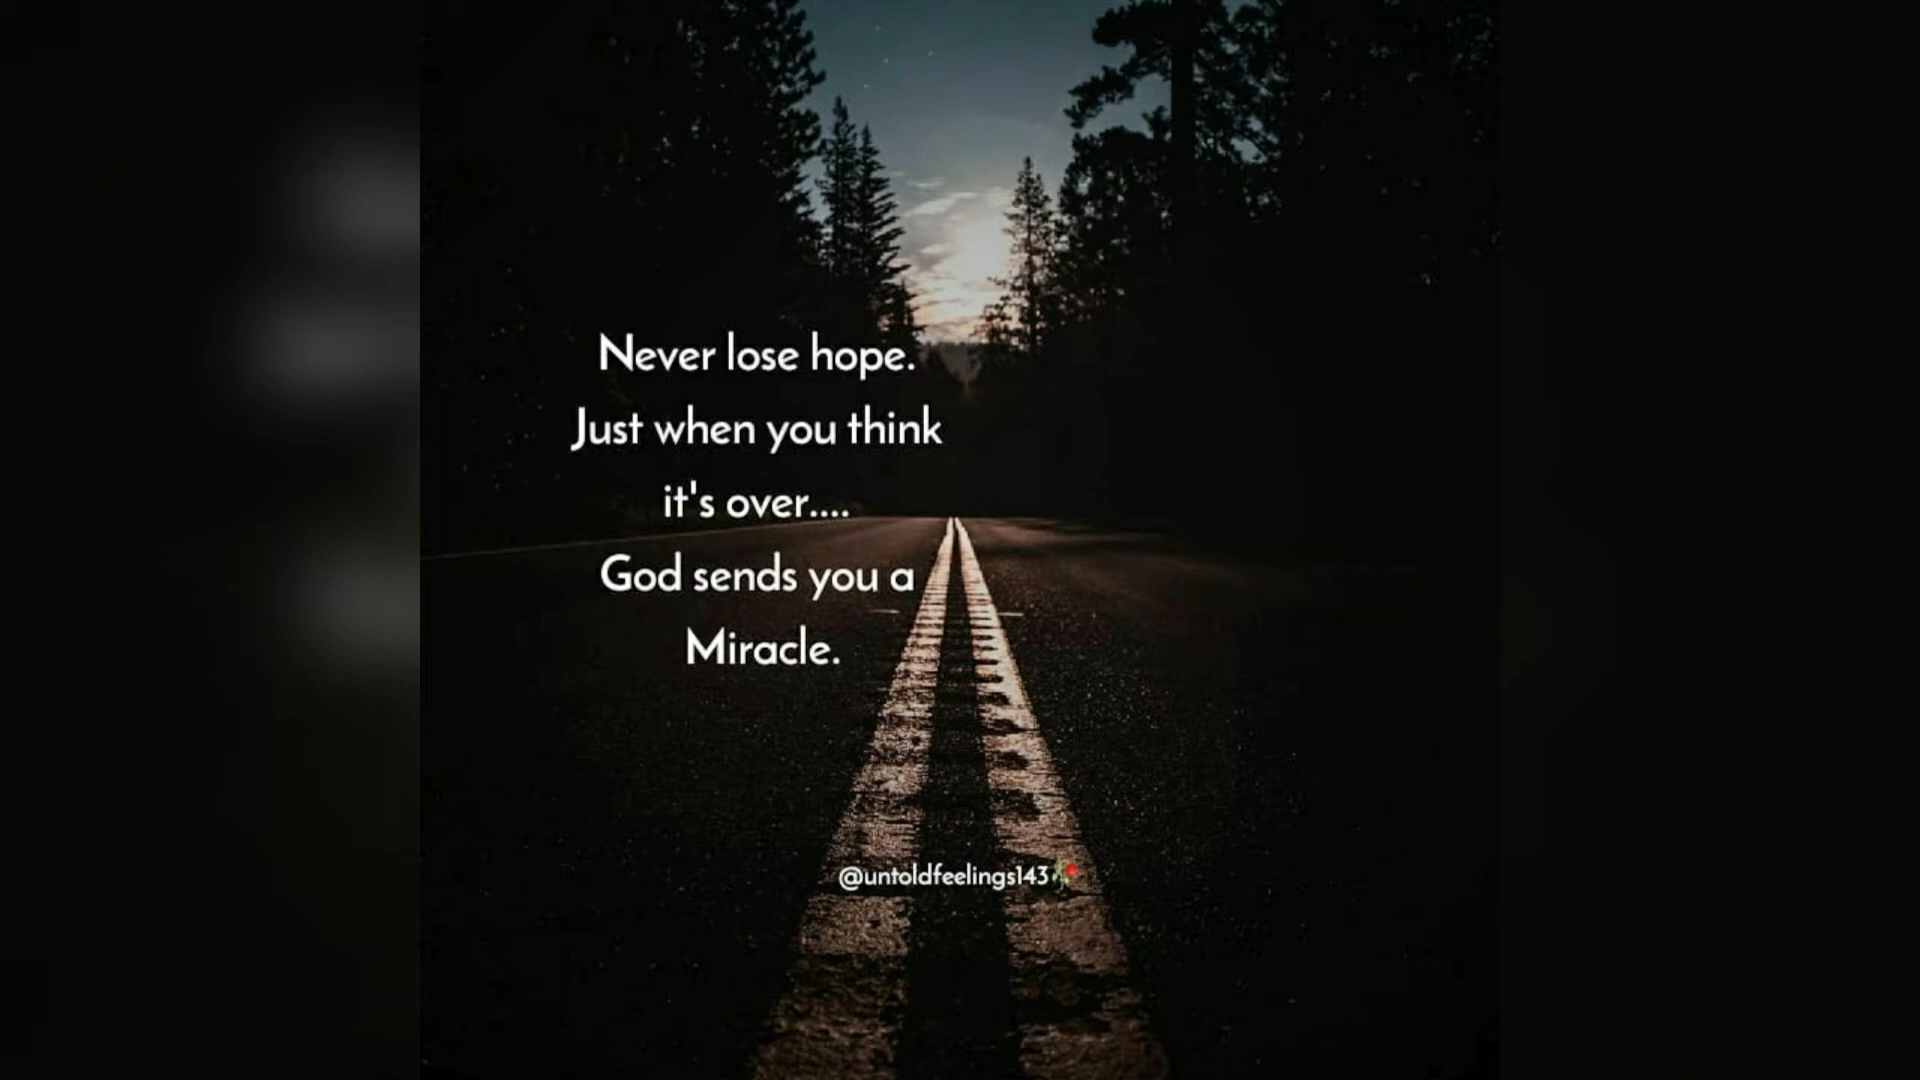 Never lose hope.
Just when you think
it's over....
God sends you a
Miracle.
@untoldfeelings143🥀